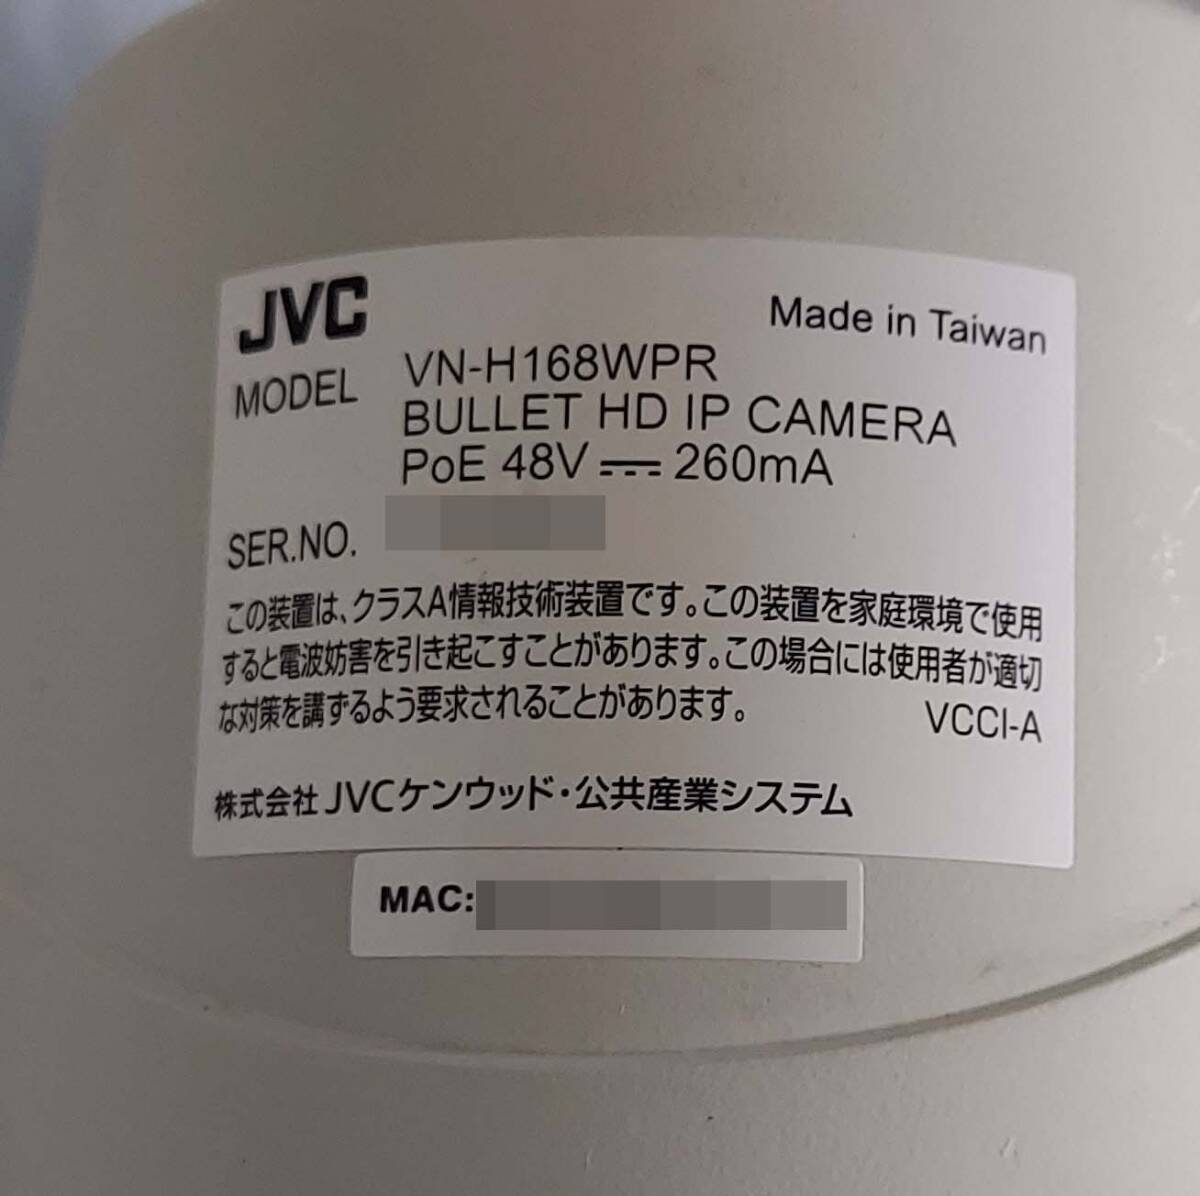 JVC
Made in Taiwan
MODEL VN-H168WPR
BULLET HD IP CAMERA
PoE 48V ⎓ 260mA
SER.NO.
この装置は、クラスA情報技術装置です。この装置を家庭環境で使用
すると電波妨害を引き起こすことがあります。この場合には使用者が適切
な対策を講ずるよう要求されることがあります。 VCCI-A
株式会社 JVCケンウッド・公共産業システム
MAC: